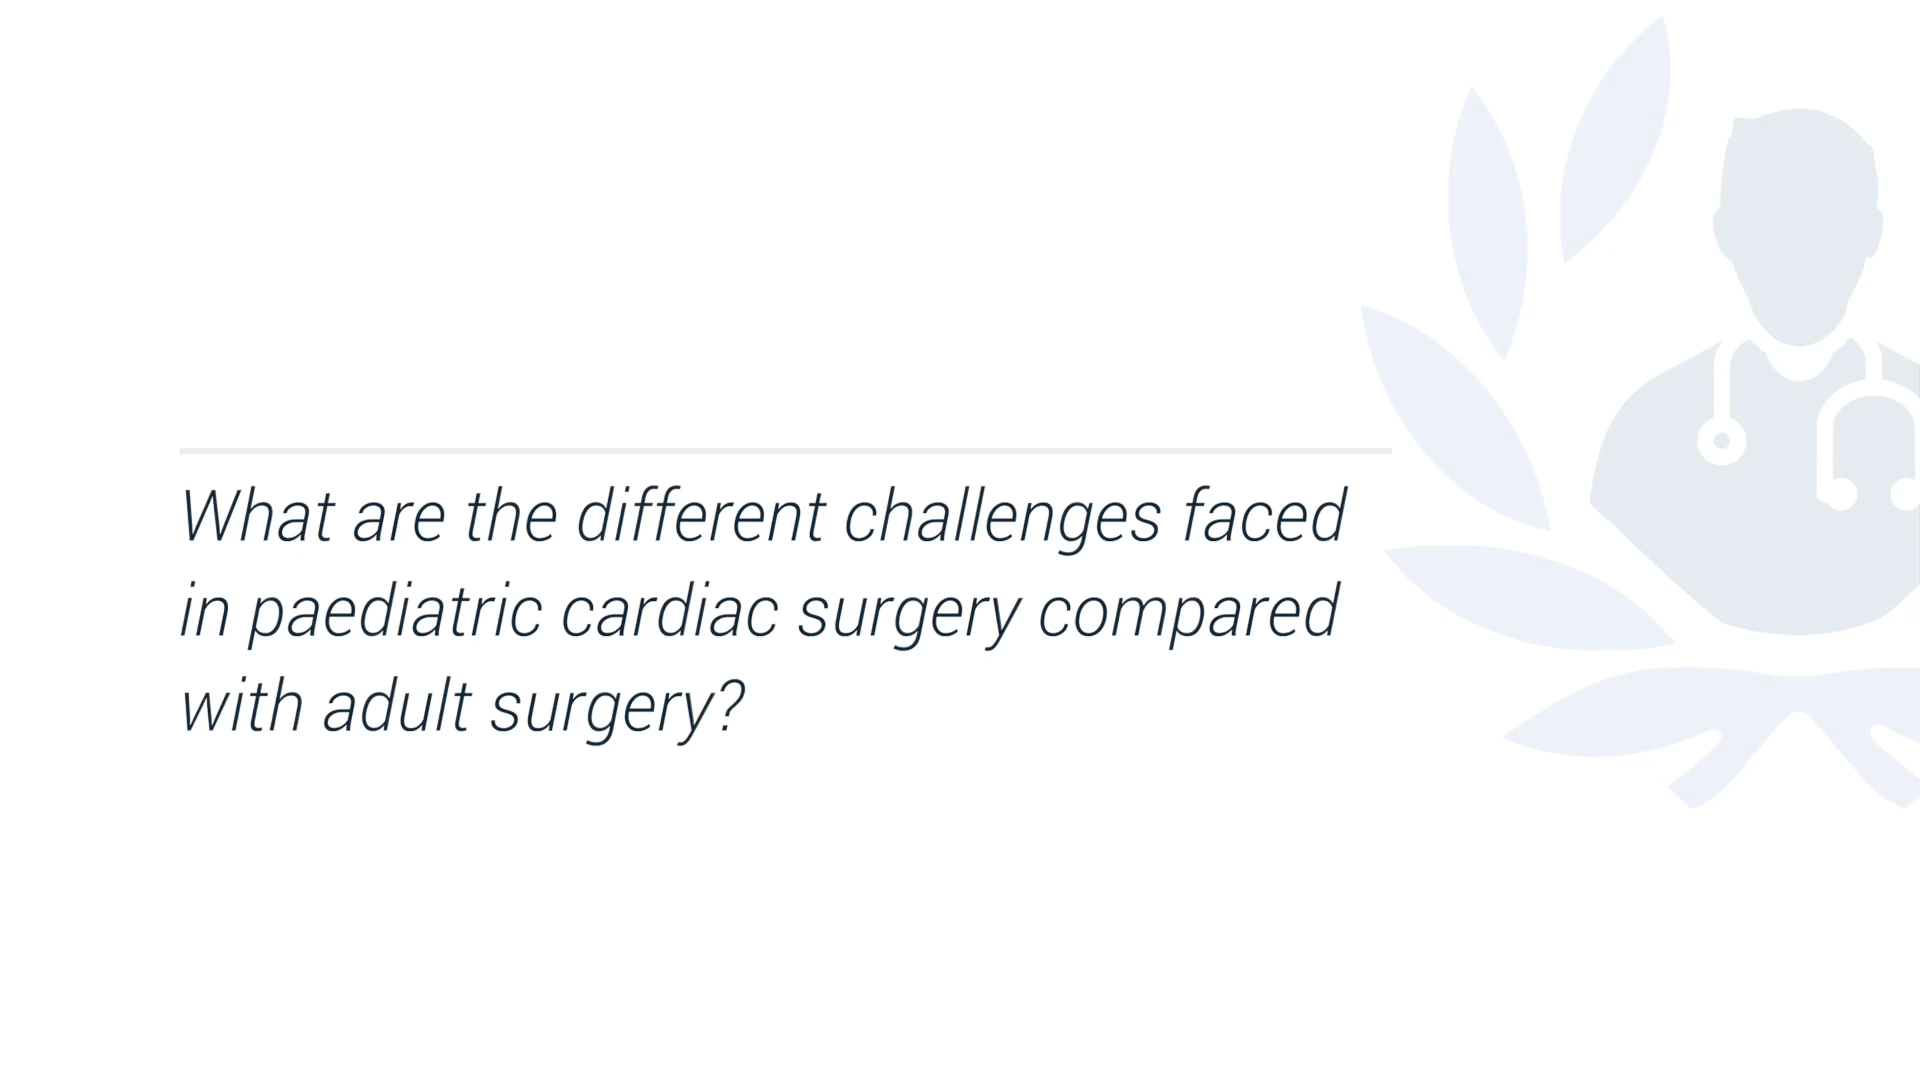 What are the different challenges faced
in paediatric cardiac surgery compared
with adult surgery?